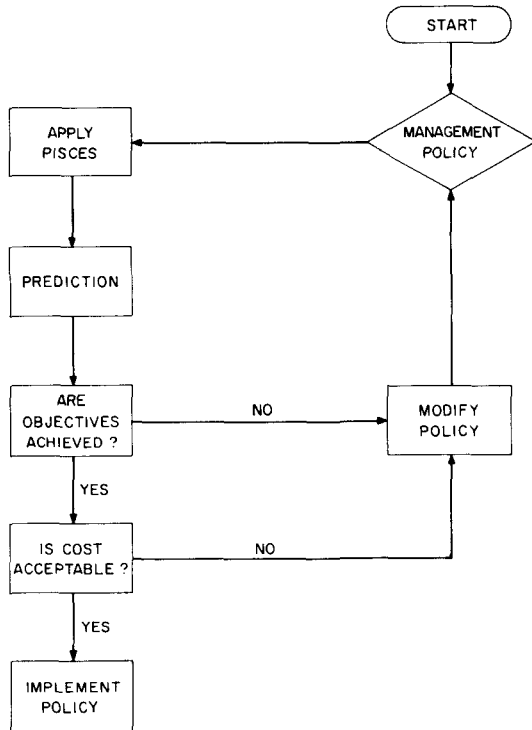 START
MANAGEMENT
POLICY
APPLY
PISCES
PREDICTION
ARE
OBJECTIVES
ACHIEVED ?
NO
MODIFY
POLICY
YES
IS COST
ACCEPTABLE ?
NO
YES
IMPLEMENT
POLICY